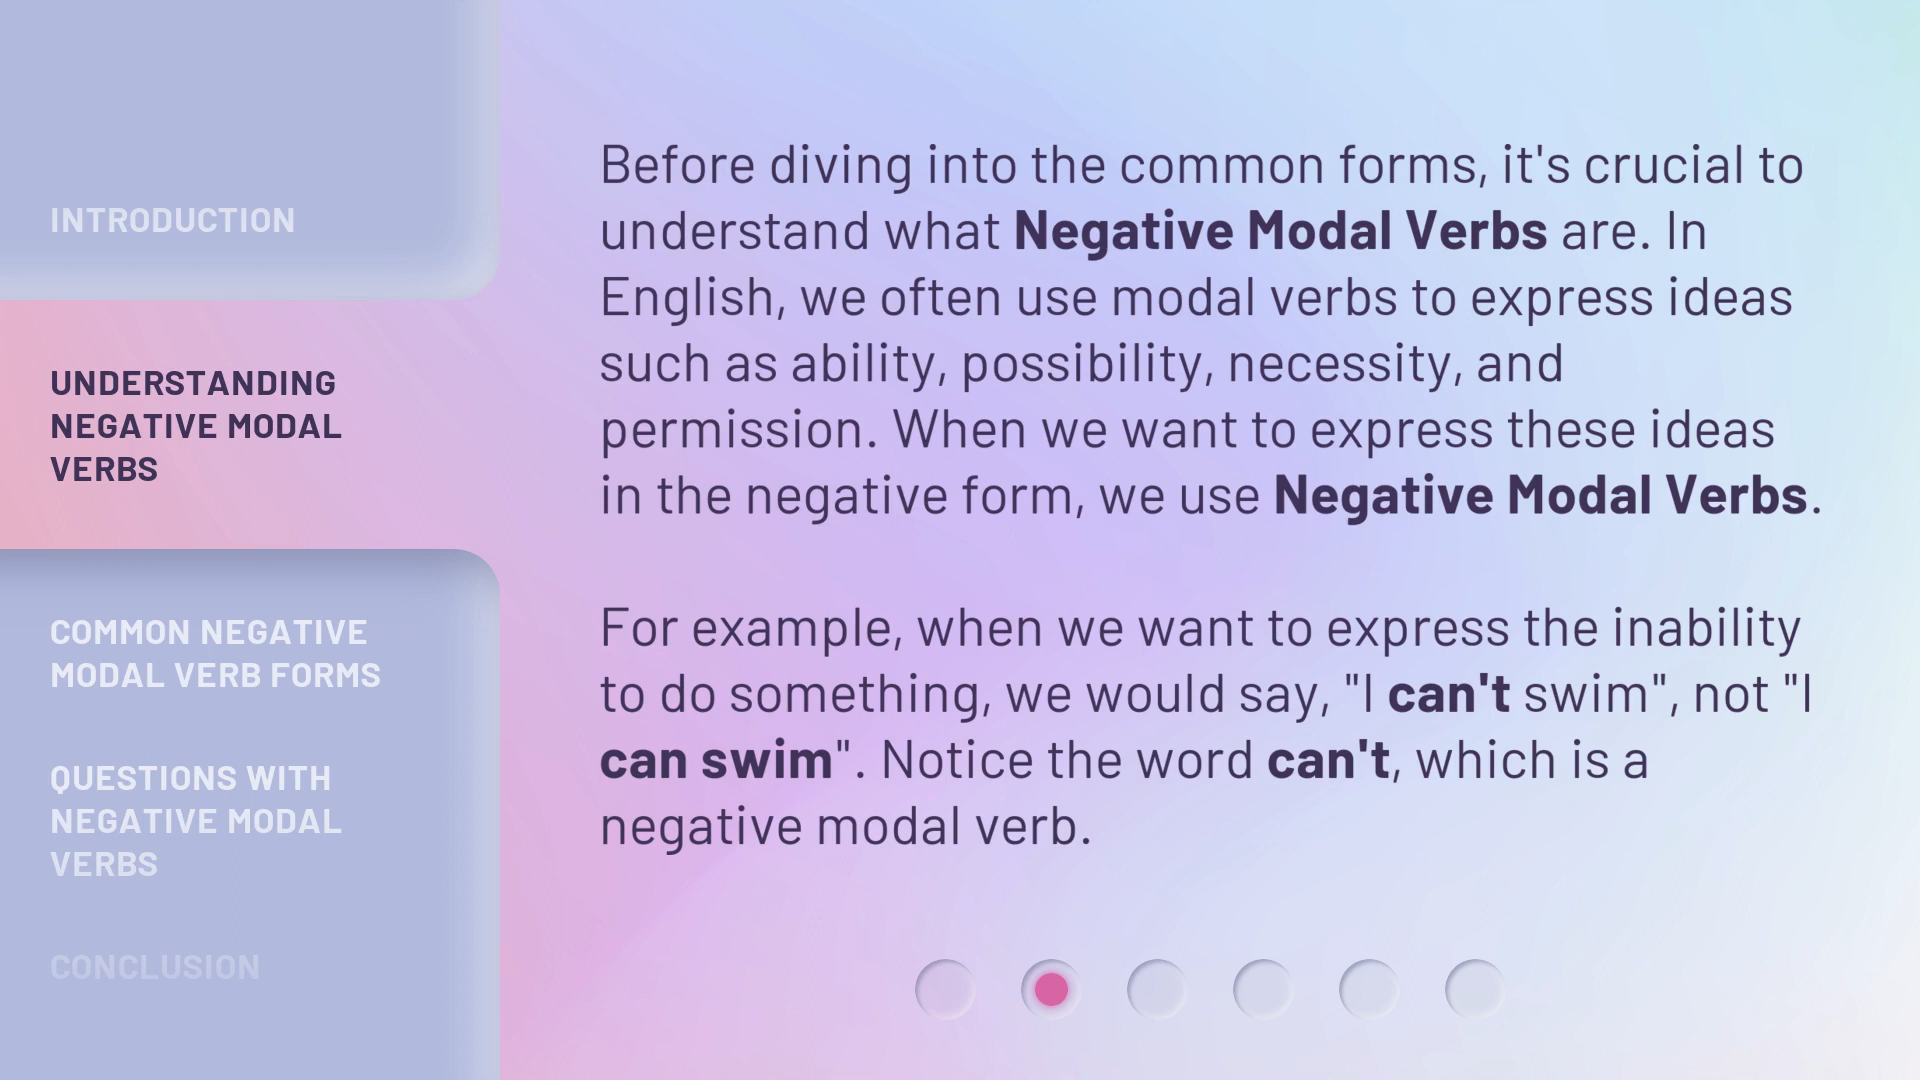 INTRODUCTION
UNDERSTANDING
NEGATIVE MODAL
VERBS
COMMON NEGATIVE
MODAL VERB FORMS
QUESTIONS WITH
NEGATIVE MODAL
VERBS
CONCLUSION
Before diving into the common forms, it's crucial to
understand what Negative Modal Verbs are. In
English, we often use modal verbs to express ideas
such as ability, possibility, necessity, and
permission. When we want to express these ideas
in the negative form, we use Negative Modal Verbs.
For example, when we want to express the inability
to do something, we would say, "I can't swim", not "I
can swim". Notice the word can't, which is a
negative modal verb.